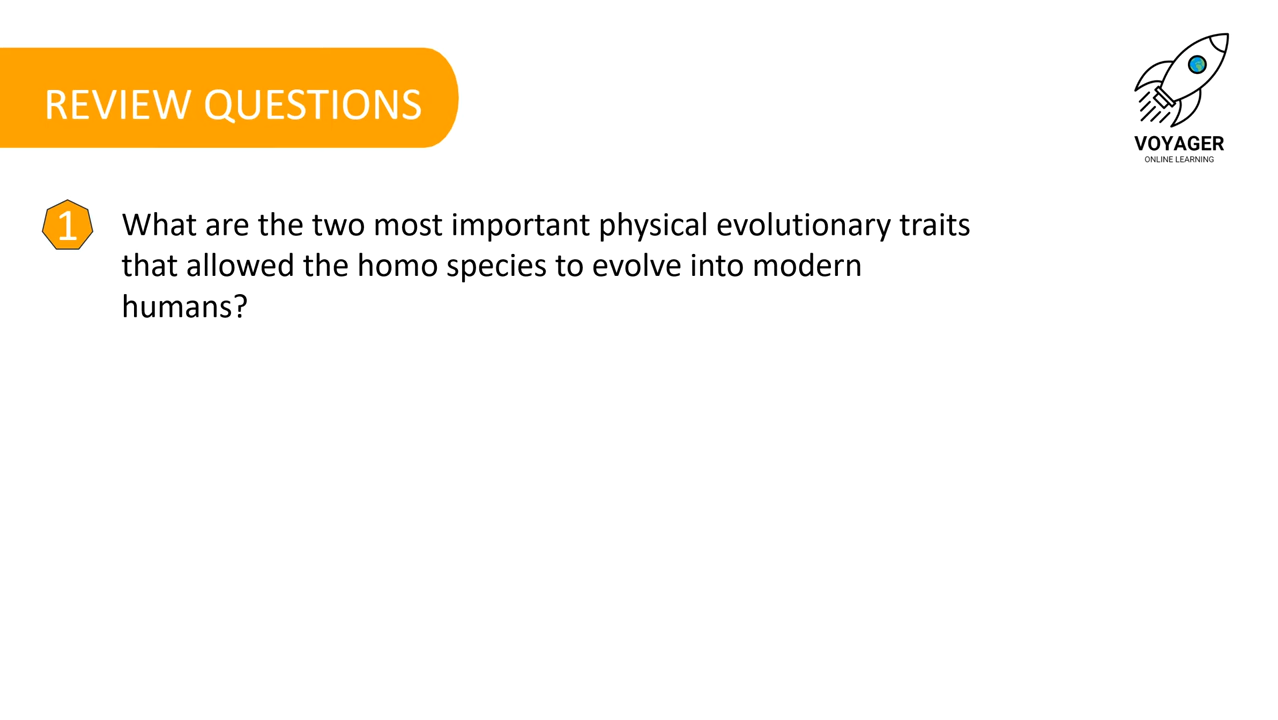 REVIEW QUESTIONS
VOYAGER
ONLINE LEARNING
1
What are the two most important physical evolutionary traits
that allowed the homo species to evolve into modern
humans?